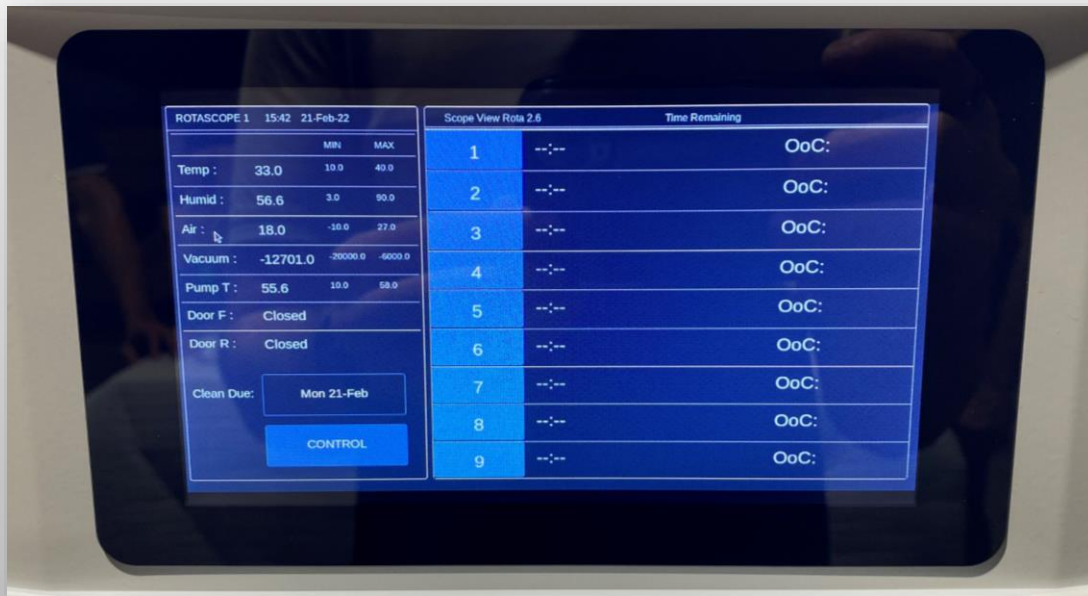 ROTASCOPE 1 15:42 21-Feb-22
MIN MAX
Temp : 33.0 10.0 40.0
Humid : 56.6 3.0 90.0
Air : 18.0 -10.0 27.0
Vacuum : -12701.0 -20000.0 -6000.0
Pump T : 55.6 10.0 58.0
Door F : Closed
Door R : Closed
Clean Due: Mon 21-Feb
CONTROL
Scope View Rota 2.6 Time Remaining
1 --:-- OoC:
2 --:-- OoC:
3 --:-- OoC:
4 --:-- OoC:
5 --:-- OoC:
6 --:-- OoC:
7 --:-- OoC:
8 --:-- OoC:
9 --:-- OoC: